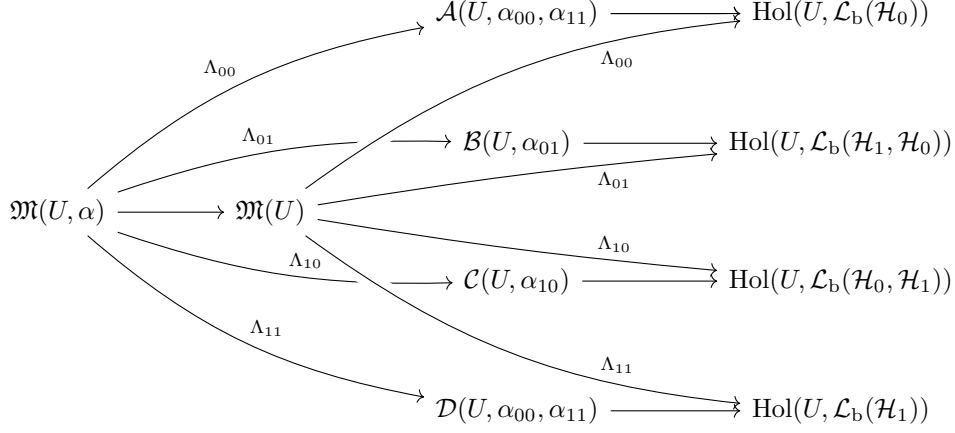 𝒜(U, α₀₀, α₁₁) Hol(U, ℒ_b(ℋ₀))
Λ₀₀
Λ₀₀
Λ₀₁
ℬ(U, α₀₁) Hol(U, ℒ_b(ℋ₁, ℋ₀))
Λ₀₁
𝔐(U, α) 𝔐(U)
Λ₁₀
Λ₁₀
𝒞(U, α₁₀) Hol(U, ℒ_b(ℋ₀, ℋ₁))
Λ₁₁
Λ₁₁
𝒟(U, α₀₀, α₁₁) Hol(U, ℒ_b(ℋ₁))